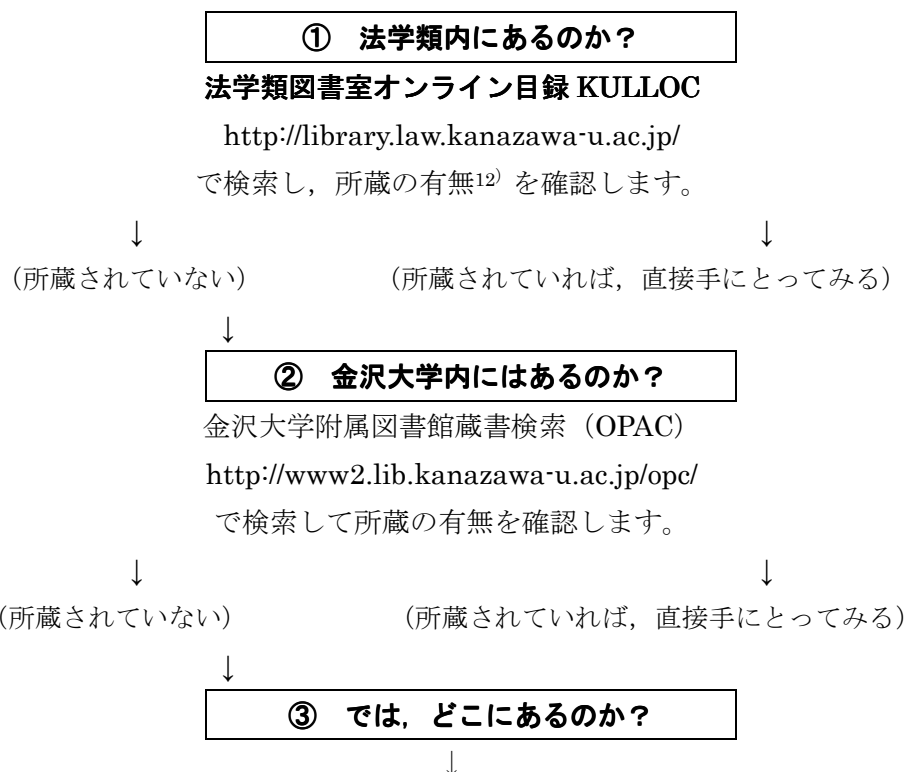 ① 法学類内にあるのか？
法学類図書室オンライン目録 KULLOC
http://library.law.kanazawa-u.ac.jp/
で検索し，所蔵の有無12) を確認します。
↓ ↓
（所蔵されていない） （所蔵されていれば，直接手にとってみる）
↓
② 金沢大学内にはあるのか？
金沢大学附属図書館蔵書検索（OPAC）
http://www2.lib.kanazawa-u.ac.jp/opc/
で検索して所蔵の有無を確認します。
↓ ↓
（所蔵されていない） （所蔵されていれば，直接手にとってみる）
↓
③ では，どこにあるのか？
↓